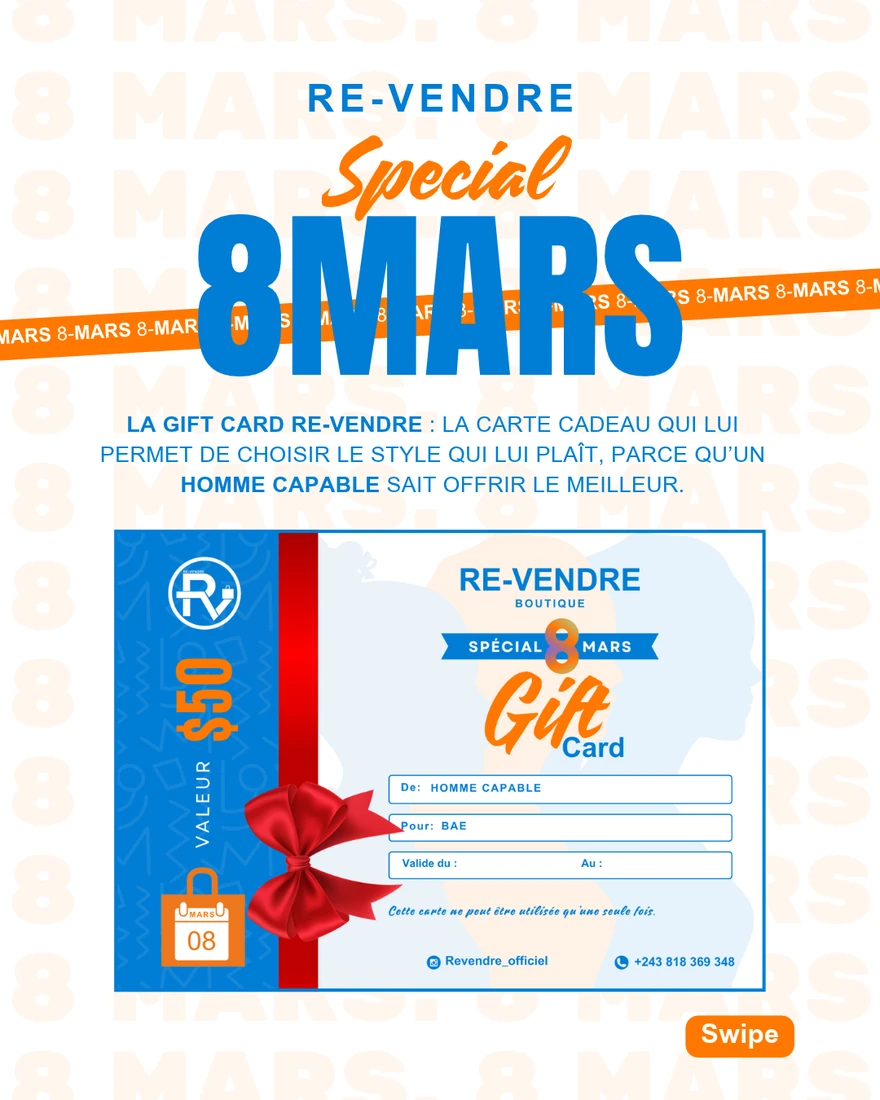 RE-VENDRE
Special
8MARS
MARS 8-MARS 8-MARS 8-MARS 8-MARS 8-MARS
LA GIFT CARD RE-VENDRE : LA CARTE CADEAU QUI LUI
PERMET DE CHOISIR LE STYLE QUI LUI PLAÎT, PARCE QU’UN
HOMME CAPABLE SAIT OFFRIR LE MEILLEUR.
RV
$50
VALEUR
MARS
08
RE-VENDRE
BOUTIQUE
SPÉCIAL 8 MARS
Gift
Card
De: HOMME CAPABLE
Pour: BAE
Valide du : Au :
Cette carte ne peut être utilisée qu'une seule fois.
Revendre_officiel +243 818 369 348
Swipe
8 MARS. 8 MARS